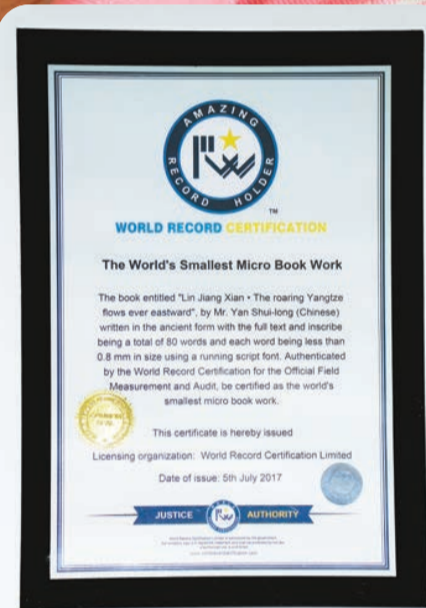 AMAZING
RECORD HOLDER
TM
WORLD RECORD CERTIFICATION
The World's Smallest Micro Book Work
The book entitled "Lin Jiang Xian • The roaring Yangtze
flows ever eastward", by Mr. Yan Shui-long (Chinese)
written in the ancient form with the full text and inscribe
being a total of 80 words and each word being less than
0.8 mm in size using a running script font. Authenticated
by the World Record Certification for the Official Field
Measurement and Audit, be certified as the world's
smallest micro book work.
This certificate is hereby issued
Licensing organization: World Record Certification Limited
Date of issue: 5th July 2017
JUSTICE
AUTHORITY